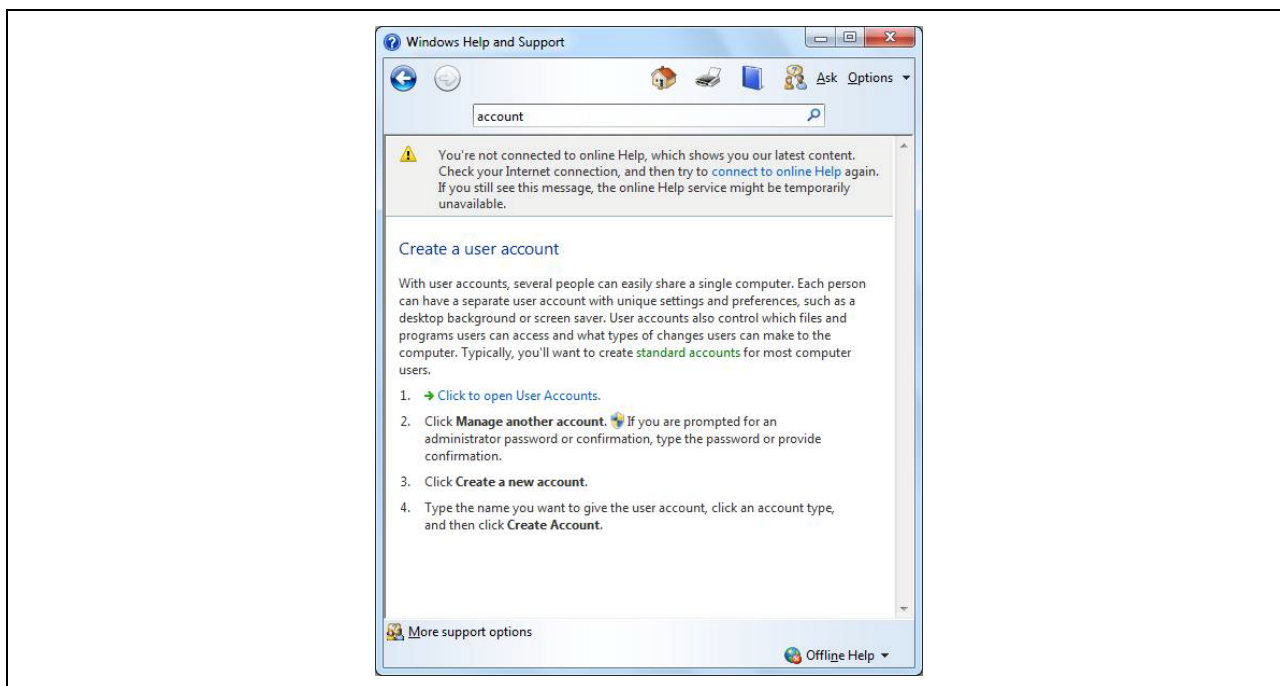 Windows Help and Support
Ask Options
account
You're not connected to online Help, which shows you our latest content.
Check your Internet connection, and then try to connect to online Help again.
If you still see this message, the online Help service might be temporarily
unavailable.
Create a user account
With user accounts, several people can easily share a single computer. Each person
can have a separate user account with unique settings and preferences, such as a
desktop background or screen saver. User accounts also control which files and
programs users can access and what types of changes users can make to the
computer. Typically, you'll want to create standard accounts for most computer
users.
1. Click to open User Accounts.
2. Click Manage another account. If you are prompted for an
administrator password or confirmation, type the password or provide
confirmation.
3. Click Create a new account.
4. Type the name you want to give the user account, click an account type,
and then click Create Account.
More support options
Offline Help